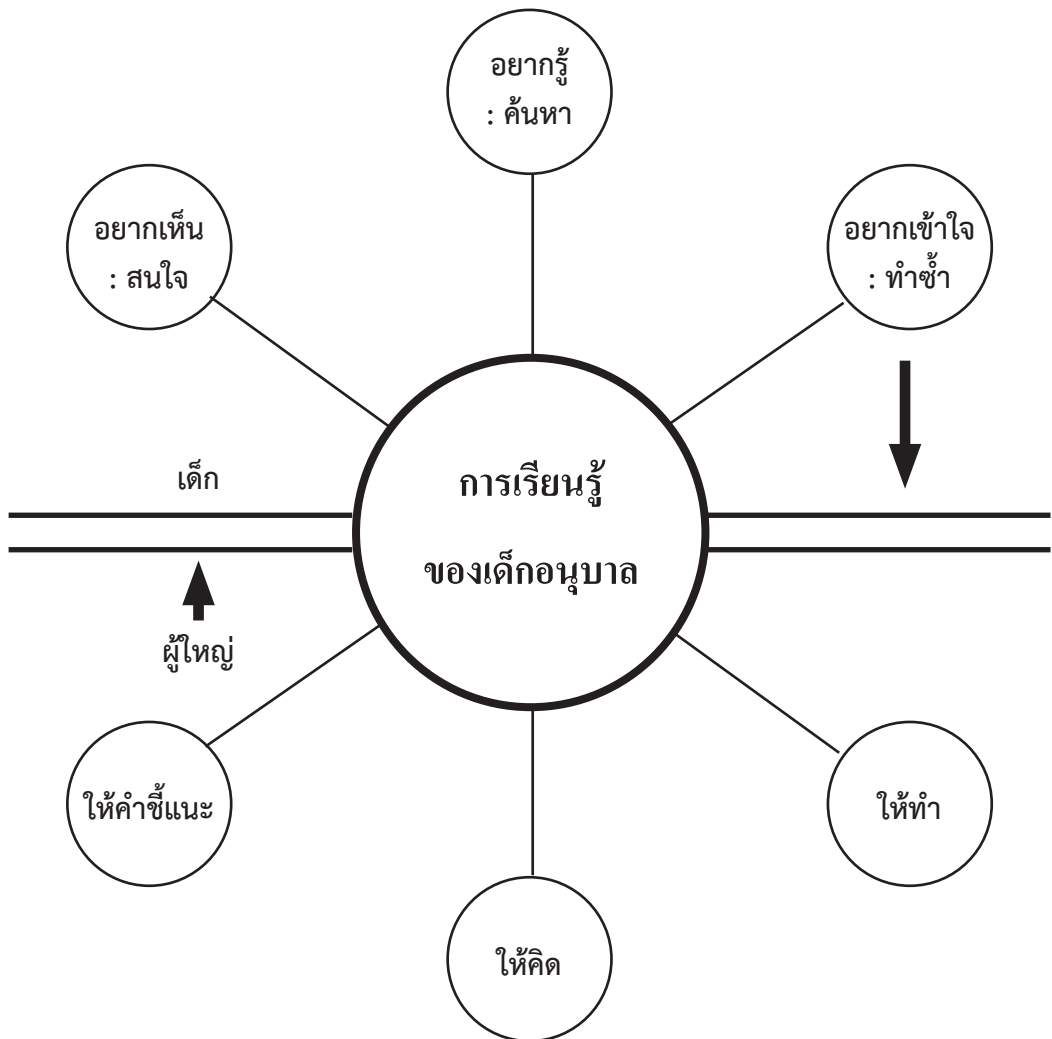 อยากรู้
: ค้นหา
อยากเห็น
: สนใจ
อยากเข้าใจ
: ทำซ้ำ
เด็ก
การเรียนรู้
ของเด็กอนุบาล
ผู้ใหญ่
ให้คำชี้แนะ
ให้ทำ
ให้คิด